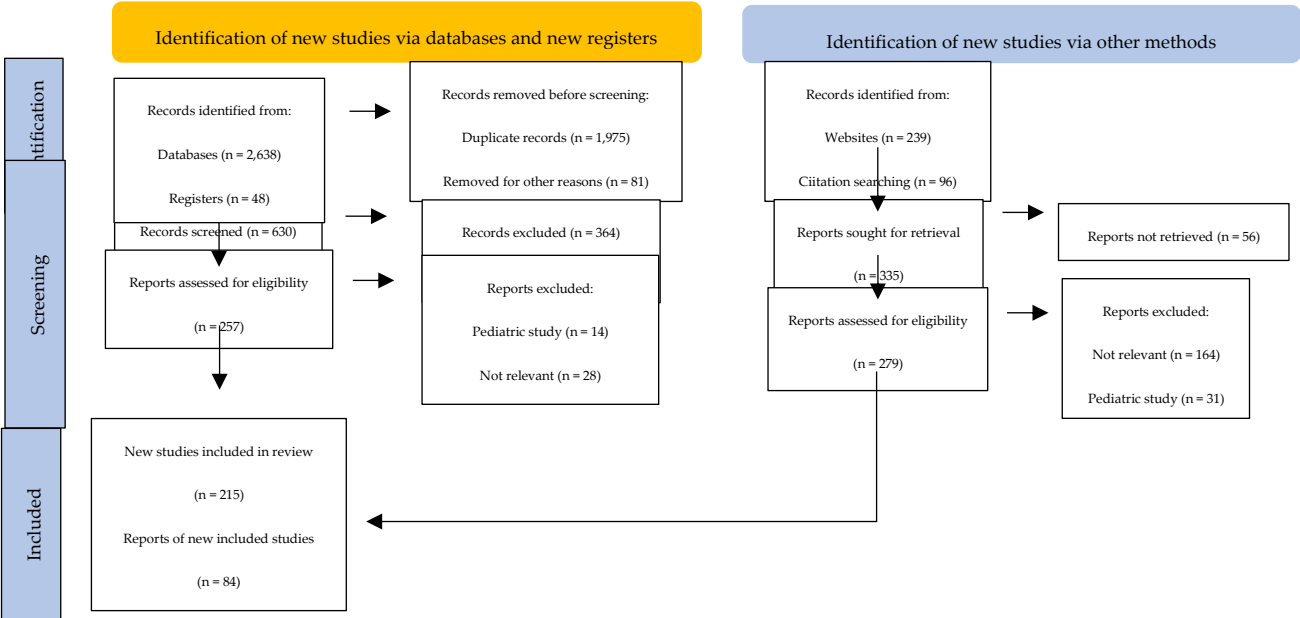 Identification of new studies via databases and new registers
Identification of new studies via other methods
ntification
Records identified from:
Databases (n = 2,638)
Registers (n = 48)
Records removed before screening:
Duplicate records (n = 1,975)
Removed for other reasons (n = 81)
Records identified from:
Websites (n = 239)
Ciitation searching (n = 96)
Screening
Records screened (n = 630)
Records excluded (n = 364)
Reports sought for retrieval
(n = 335)
Reports not retrieved (n = 56)
Reports assessed for eligibility
(n = 257)
Reports excluded:
Pediatric study (n = 14)
Not relevant (n = 28)
Reports assessed for eligibility
(n = 279)
Reports excluded:
Not relevant (n = 164)
Pediatric study (n = 31)
Included
New studies included in review
(n = 215)
Reports of new included studies
(n = 84)